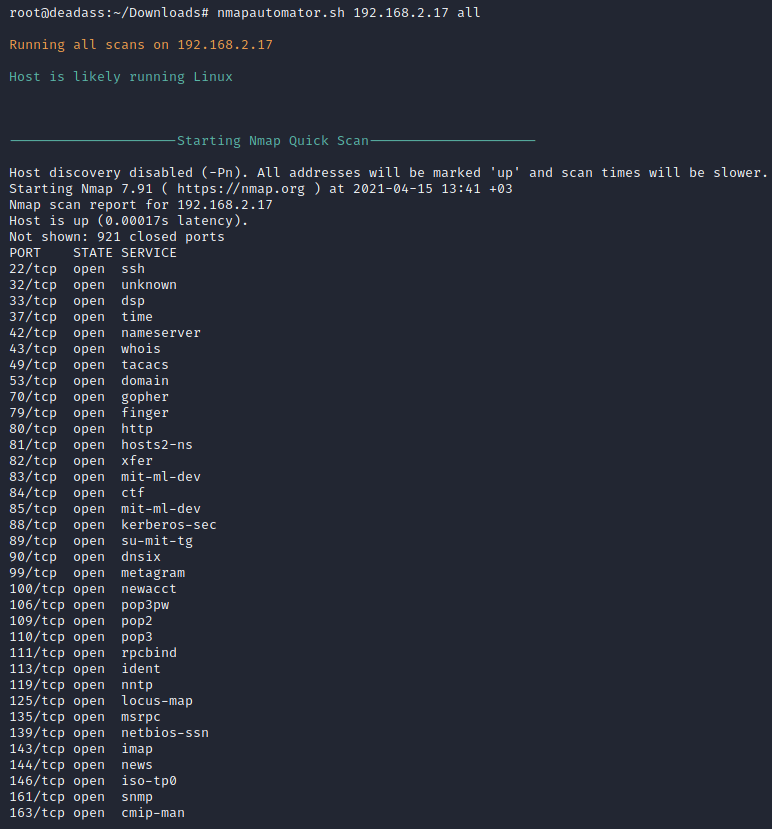 root@deadass:~/Downloads# nmapautomator.sh 192.168.2.17 all
Running all scans on 192.168.2.17
Host is likely running Linux
---------------------Starting Nmap Quick Scan---------------------
Host discovery disabled (-Pn). All addresses will be marked 'up' and scan times will be slower.
Starting Nmap 7.91 ( https://nmap.org ) at 2021-04-15 13:41 +03
Nmap scan report for 192.168.2.17
Host is up (0.00017s latency).
Not shown: 921 closed ports
PORT    STATE SERVICE
22/tcp  open  ssh
32/tcp  open  unknown
33/tcp  open  dsp
37/tcp  open  time
42/tcp  open  nameserver
43/tcp  open  whois
49/tcp  open  tacacs
53/tcp  open  domain
70/tcp  open  gopher
79/tcp  open  finger
80/tcp  open  http
81/tcp  open  hosts2-ns
82/tcp  open  xfer
83/tcp  open  mit-ml-dev
84/tcp  open  ctf
85/tcp  open  mit-ml-dev
88/tcp  open  kerberos-sec
89/tcp  open  su-mit-tg
90/tcp  open  dnsix
99/tcp  open  metagram
100/tcp open  newacct
106/tcp open  pop3pw
109/tcp open  pop2
110/tcp open  pop3
111/tcp open  rpcbind
113/tcp open  ident
119/tcp open  nntp
125/tcp open  locus-map
135/tcp open  msrpc
139/tcp open  netbios-ssn
143/tcp open  imap
144/tcp open  news
146/tcp open  iso-tp0
161/tcp open  snmp
163/tcp open  cmip-man